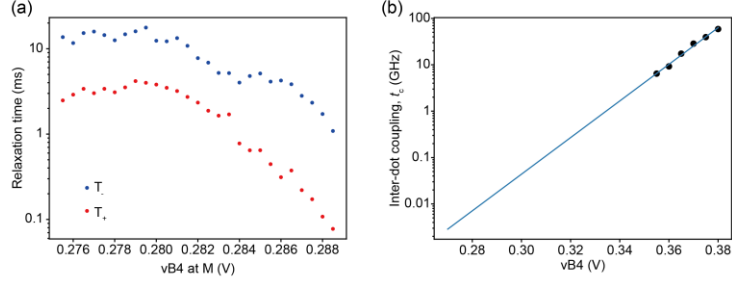 (a)
Relaxation time (ms)
10
1
0.1
T-
T+
0.276 0.278 0.280 0.282 0.284 0.286 0.288
vB4 at M (V)
(b)
Inter-dot coupling, tc (GHz)
100
10
1
0.1
0.01
0.28 0.30 0.32 0.34 0.36 0.38
vB4 (V)